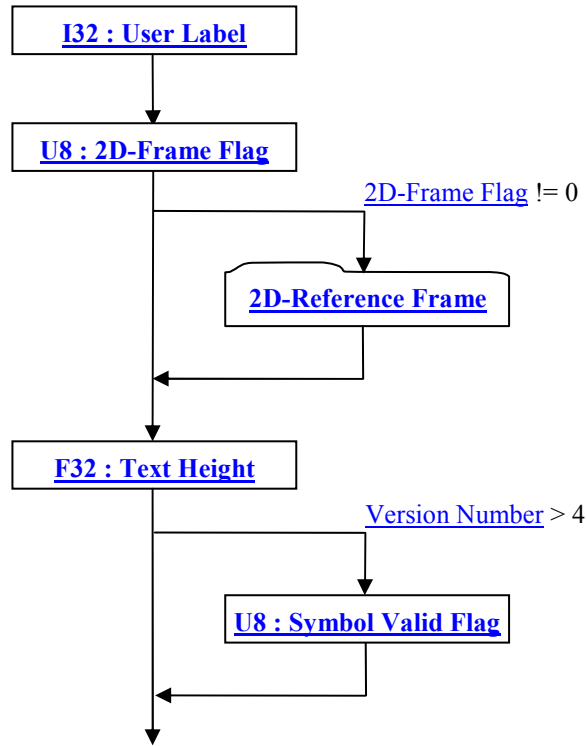 I32 : User Label
U8 : 2D-Frame Flag
2D-Frame Flag != 0
2D-Reference Frame
F32 : Text Height
Version Number > 4
U8 : Symbol Valid Flag